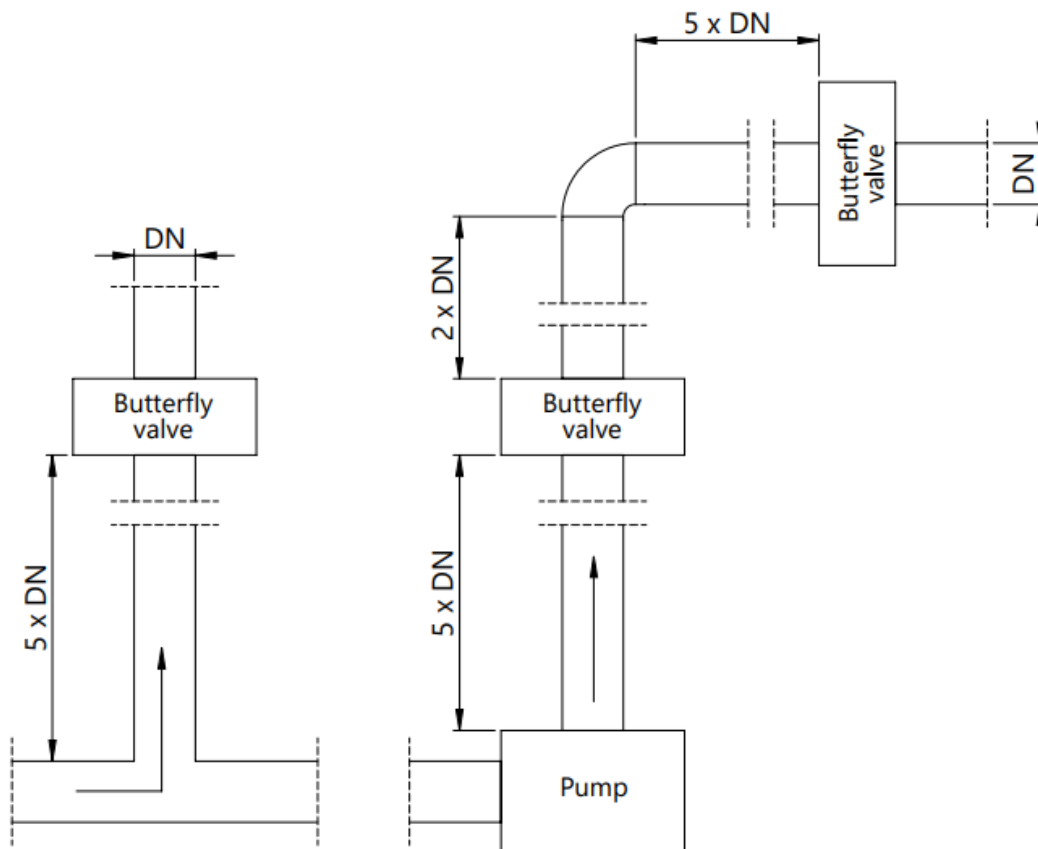 5 x DN
Butterfly
valve
DN
DN
2 x DN
Butterfly
valve
Butterfly
valve
5 x DN
5 x DN
Pump